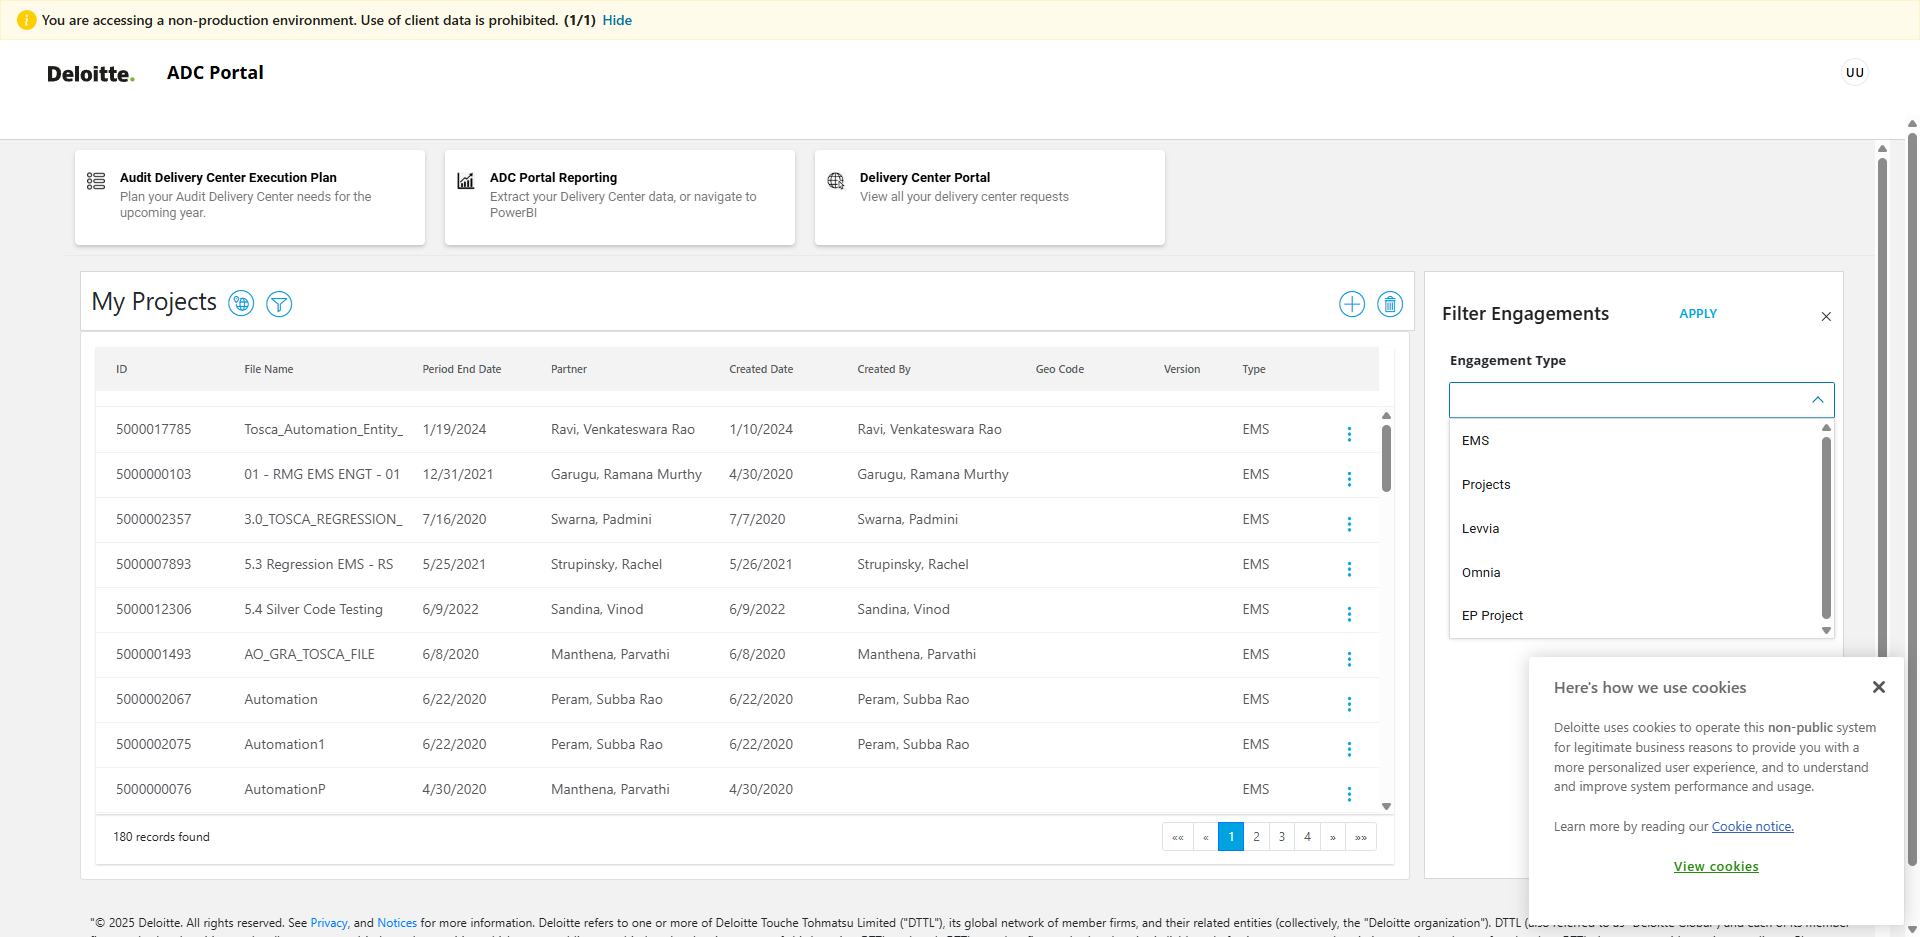 You are accessing a non-production environment. Use of client data is prohibited. (1/1) Hide
Deloitte. ADC Portal UU
Audit Delivery Center Execution Plan
Plan your Audit Delivery Center needs for the
upcoming year.
ADC Portal Reporting
Extract your Delivery Center data, or navigate to
PowerBI
Delivery Center Portal
View all your delivery center requests
My Projects
ID File Name Period End Date Partner Created Date Created By Geo Code Version Type
5000017785 Tosca_Automation_Entity_ 1/19/2024 Ravi, Venkateswara Rao 1/10/2024 Ravi, Venkateswara Rao EMS
5000000103 01 - RMG EMS ENGT - 01 12/31/2021 Garugu, Ramana Murthy 4/30/2020 Garugu, Ramana Murthy EMS
5000002357 3.0_TOSCA_REGRESSION_ 7/16/2020 Swarna, Padmini 7/7/2020 Swarna, Padmini EMS
5000007893 5.3 Regression EMS - RS 5/25/2021 Strupinsky, Rachel 5/26/2021 Strupinsky, Rachel EMS
5000012306 5.4 Silver Code Testing 6/9/2022 Sandina, Vinod 6/9/2022 Sandina, Vinod EMS
5000001493 AO_GRA_TOSCA_FILE 6/8/2020 Manthena, Parvathi 6/8/2020 Manthena, Parvathi EMS
5000002067 Automation 6/22/2020 Peram, Subba Rao 6/22/2020 Peram, Subba Rao EMS
5000002075 Automation1 6/22/2020 Peram, Subba Rao 6/22/2020 Peram, Subba Rao EMS
5000000076 AutomationP 4/30/2020 Manthena, Parvathi 4/30/2020 EMS
180 records found
«« « 1 2 3 4 » »»
Filter Engagements APPLY
Engagement Type
EMS
Projects
Levvia
Omnia
EP Project
Here's how we use cookies
Deloitte uses cookies to operate this non-public system
for legitimate business reasons to provide you with a
more personalized user experience, and to understand
and improve system performance and usage.
Learn more by reading our Cookie notice.
View cookies
"© 2025 Deloitte. All rights reserved. See Privacy, and Notices for more information. Deloitte refers to one or more of Deloitte Touche Tohmatsu Limited ("DTTL"), its global network of member firms, and their related entities (collectively, the "Deloitte organization"). DTTL